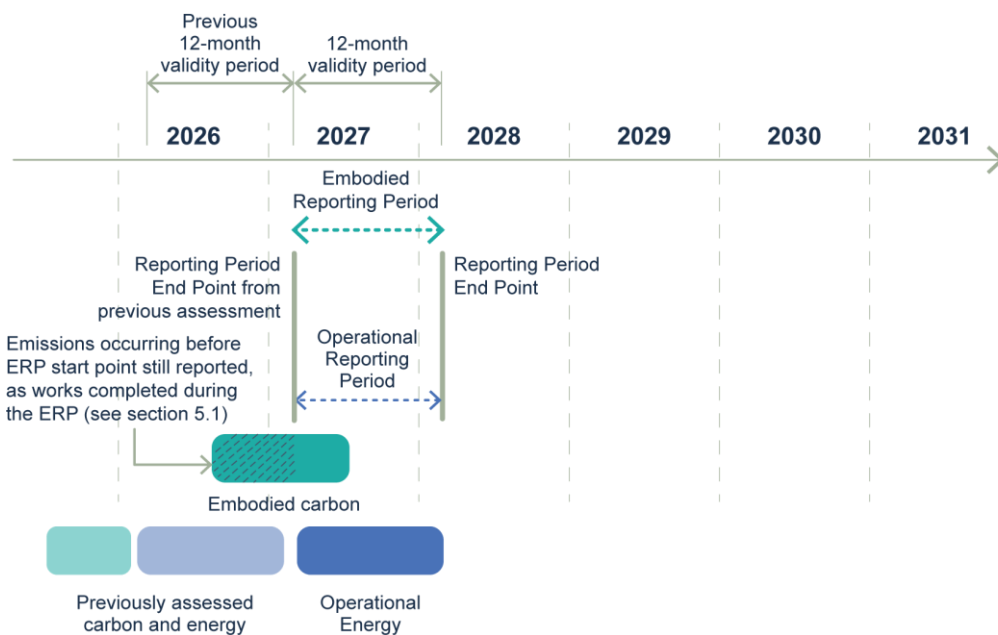 Previous
12-month
validity period
12-month
validity period
2026
2027
2028
2029
2030
2031
Embodied
Reporting Period
Reporting Period
End Point from
previous assessment
Reporting Period
End Point
Emissions occurring before
ERP start point still reported,
as works completed during
the ERP (see section 5.1)
Operational
Reporting
Period
Embodied carbon
Previously assessed
carbon and energy
Operational
Energy